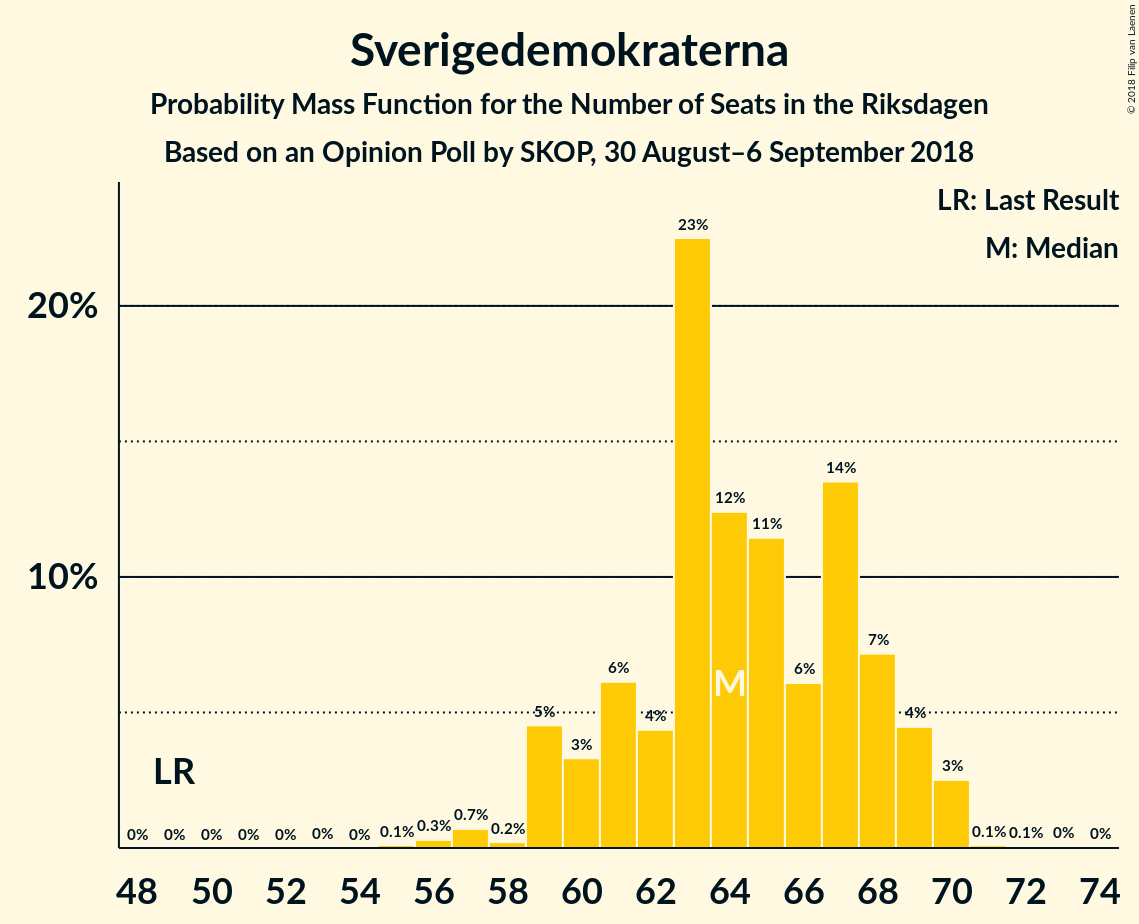 Sverigedemokraterna
Probability Mass Function for the Number of Seats in the Riksdagen
Based on an Opinion Poll by SKOP, 30 August–6 September 2018
© 2018 Filip van Laenen
LR: Last Result
M: Median
20%
10%
LR
M
0% 0% 0% 0% 0% 0% 0% 0.1% 0.3% 0.7% 0.2% 5% 3% 6% 4% 23% 12% 11% 6% 14% 7% 4% 3% 0.1% 0.1% 0% 0%
48 50 52 54 56 58 60 62 64 66 68 70 72 74